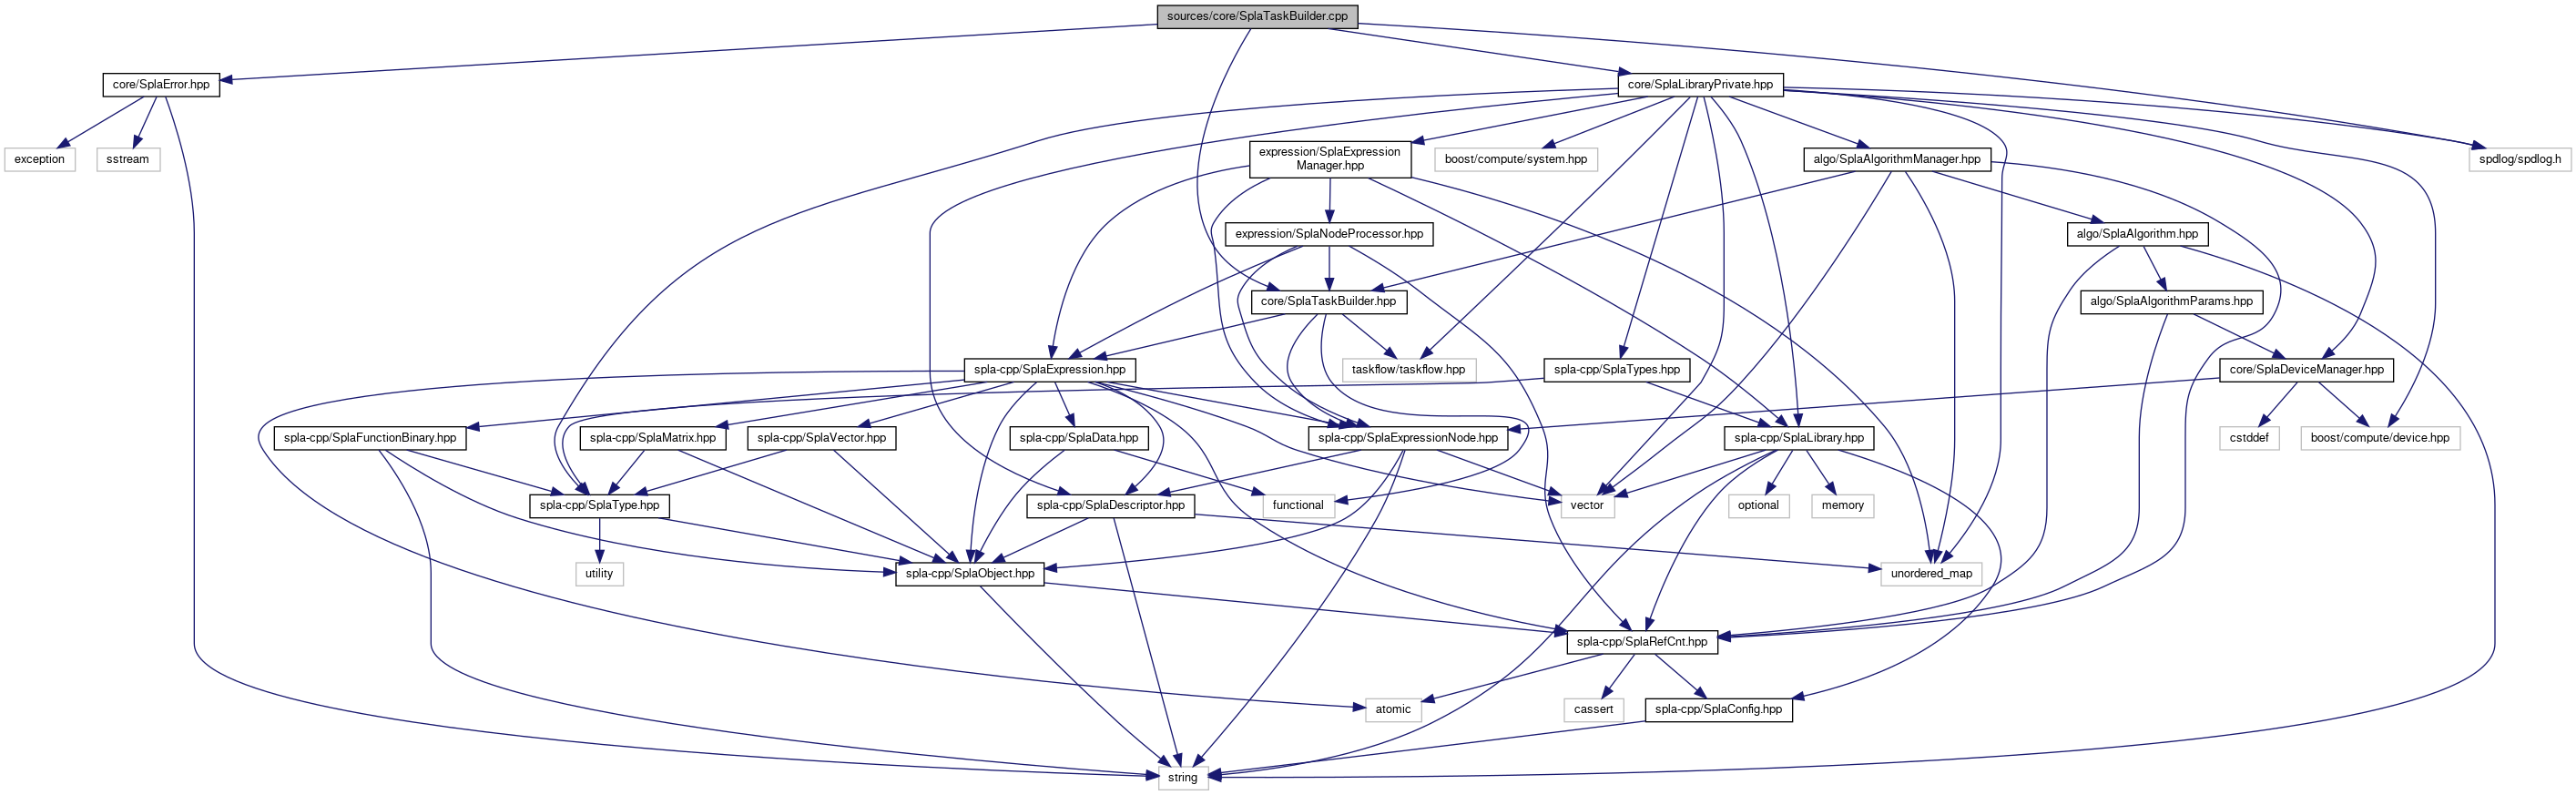 sources/core/SplaTaskBuilder.cpp
core/SplaError.hpp
core/SplaLibraryPrivate.hpp
exception
sstream
expression/SplaExpression
Manager.hpp
boost/compute/system.hpp
algo/SplaAlgorithmManager.hpp
spdlog/spdlog.h
expression/SplaNodeProcessor.hpp
algo/SplaAlgorithm.hpp
core/SplaTaskBuilder.hpp
algo/SplaAlgorithmParams.hpp
spla-cpp/SplaExpression.hpp
taskflow/taskflow.hpp
spla-cpp/SplaTypes.hpp
core/SplaDeviceManager.hpp
spla-cpp/SplaFunctionBinary.hpp
spla-cpp/SplaMatrix.hpp
spla-cpp/SplaVector.hpp
spla-cpp/SplaData.hpp
spla-cpp/SplaExpressionNode.hpp
spla-cpp/SplaLibrary.hpp
cstddef
boost/compute/device.hpp
spla-cpp/SplaType.hpp
spla-cpp/SplaDescriptor.hpp
functional
vector
optional
memory
utility
spla-cpp/SplaObject.hpp
unordered_map
spla-cpp/SplaRefCnt.hpp
atomic
cassert
spla-cpp/SplaConfig.hpp
string